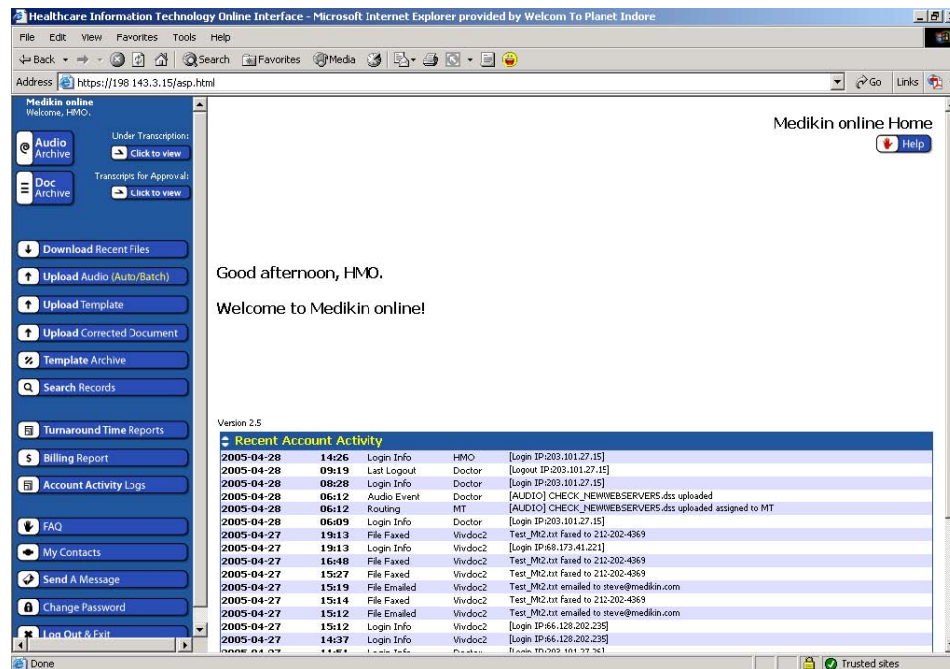 Healthcare Information Technology Online Interface - Microsoft Internet Explorer provided by Welcom To Planet Indore
File Edit View Favorites Tools Help
Back Search Favorites Media
Address https://198 143.3.15/asp.html Go Links
Medikin online
Welcome, HMO.
Audio Archive
Under Transcription:
Click to view
Doc Archive
Transcripts for Approval:
Click to view
Download Recent Files
Upload Audio (Auto/Batch)
Upload Template
Upload Corrected Document
Template Archive
Search Records
Turnaround Time Reports
Billing Report
Account Activity Logs
FAQ
My Contacts
Send A Message
Change Password
Log Out & Exit
Medikin online Home
Help
Good afternoon, HMO.
Welcome to Medikin online!
Version 2.5
Recent Account Activity
2005-04-28 14:26 Login Info HMO [Login IP:203.101.27.15]
2005-04-28 09:19 Last Logout Doctor [Logout IP:203.101.27.15]
2005-04-28 08:28 Login Info Doctor [Login IP:203.101.27.15]
2005-04-28 06:12 Audio Event Doctor [AUDIO] CHECK_NEWWEBSERVERS.dss uploaded
2005-04-28 06:12 Routing MT [AUDIO] CHECK_NEWWEBSERVERS.dss uploaded assigned to MT
2005-04-28 06:09 Login Info Doctor [Login IP:203.101.27.15]
2005-04-27 19:13 File Faxed Vivdoc2 Test_Mt2.txt faxed to 212-202-4369
2005-04-27 19:13 Login Info Vivdoc2 [Login IP:68.173.41.221]
2005-04-27 16:48 File Faxed Vivdoc2 Test_Mt2.txt faxed to 212-202-4369
2005-04-27 15:27 File Faxed Vivdoc2 Test_Mt2.txt faxed to 212-202-4369
2005-04-27 15:19 File Emailed Vivdoc2 Test_Mt2.txt emailed to steve@medikin.com
2005-04-27 15:14 File Faxed Vivdoc2 Test_Mt2.txt faxed to 212-202-4369
2005-04-27 15:12 File Emailed Vivdoc2 Test_Mt2.txt emailed to steve@medikin.com
2005-04-27 15:12 Login Info Vivdoc2 [Login IP:66.128.202.235]
2005-04-27 14:37 Login Info Vivdoc2 [Login IP:66.128.202.235]
Done Trusted sites